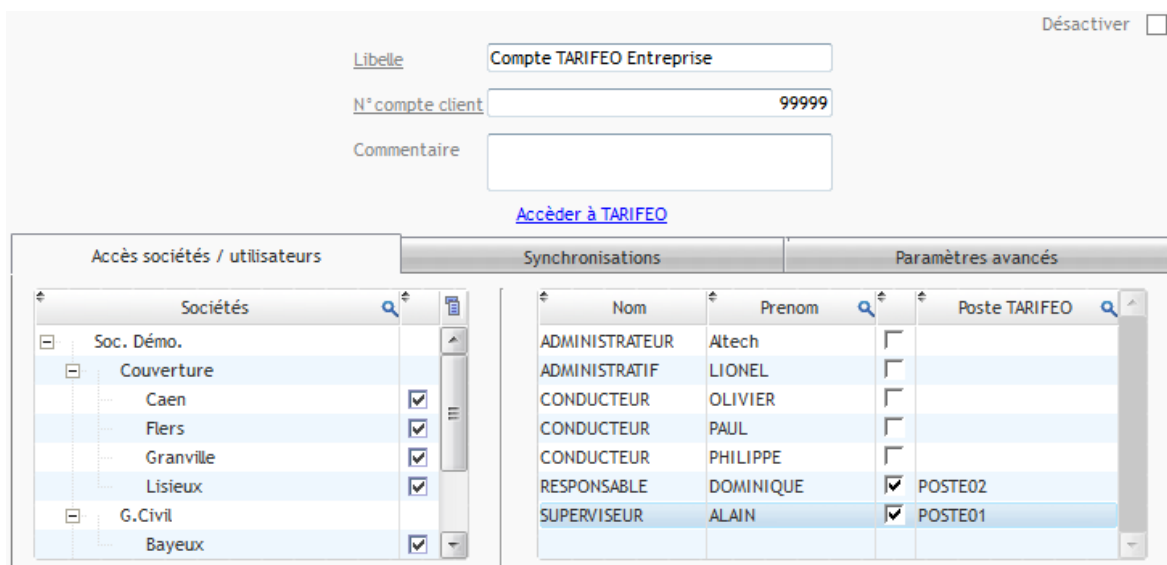 Désactiver
Libelle Compte TARIFEO Entreprise
N°compte client 99999
Commentaire
Accèder à TARIFEO
Accès sociétés / utilisateurs Synchronisations Paramètres avancés
Sociétés Nom Prenom Poste TARIFEO
Soc. Démo. ADMINISTRATEUR Altech
Couverture ADMINISTRATIF LIONEL
Caen CONDUCTEUR OLIVIER
Flers CONDUCTEUR PAUL
Granville CONDUCTEUR PHILIPPE
Lisieux RESPONSABLE DOMINIQUE POSTE02
G.Civil SUPERVISEUR ALAIN POSTE01
Bayeux